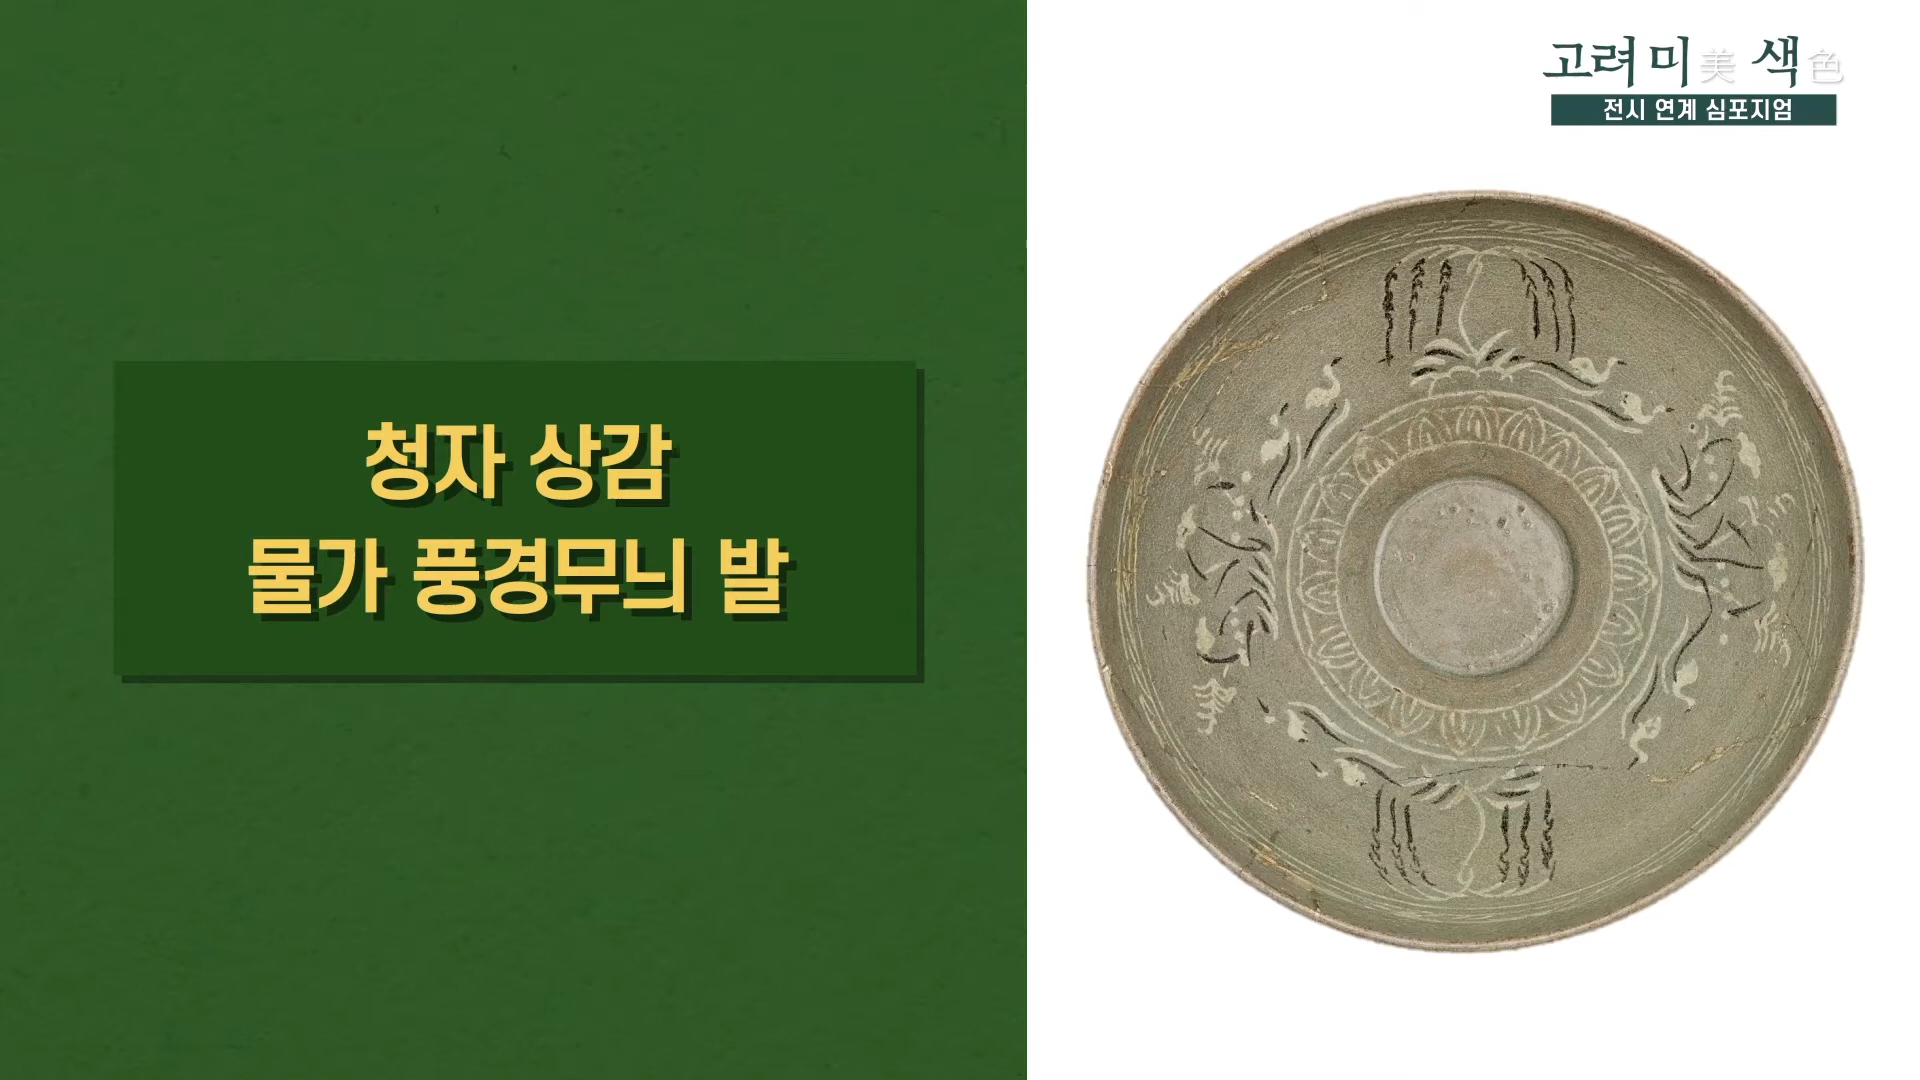 고려 미美 색色
전시 연계 심포지엄
청자 상감
물가 풍경무늬 발